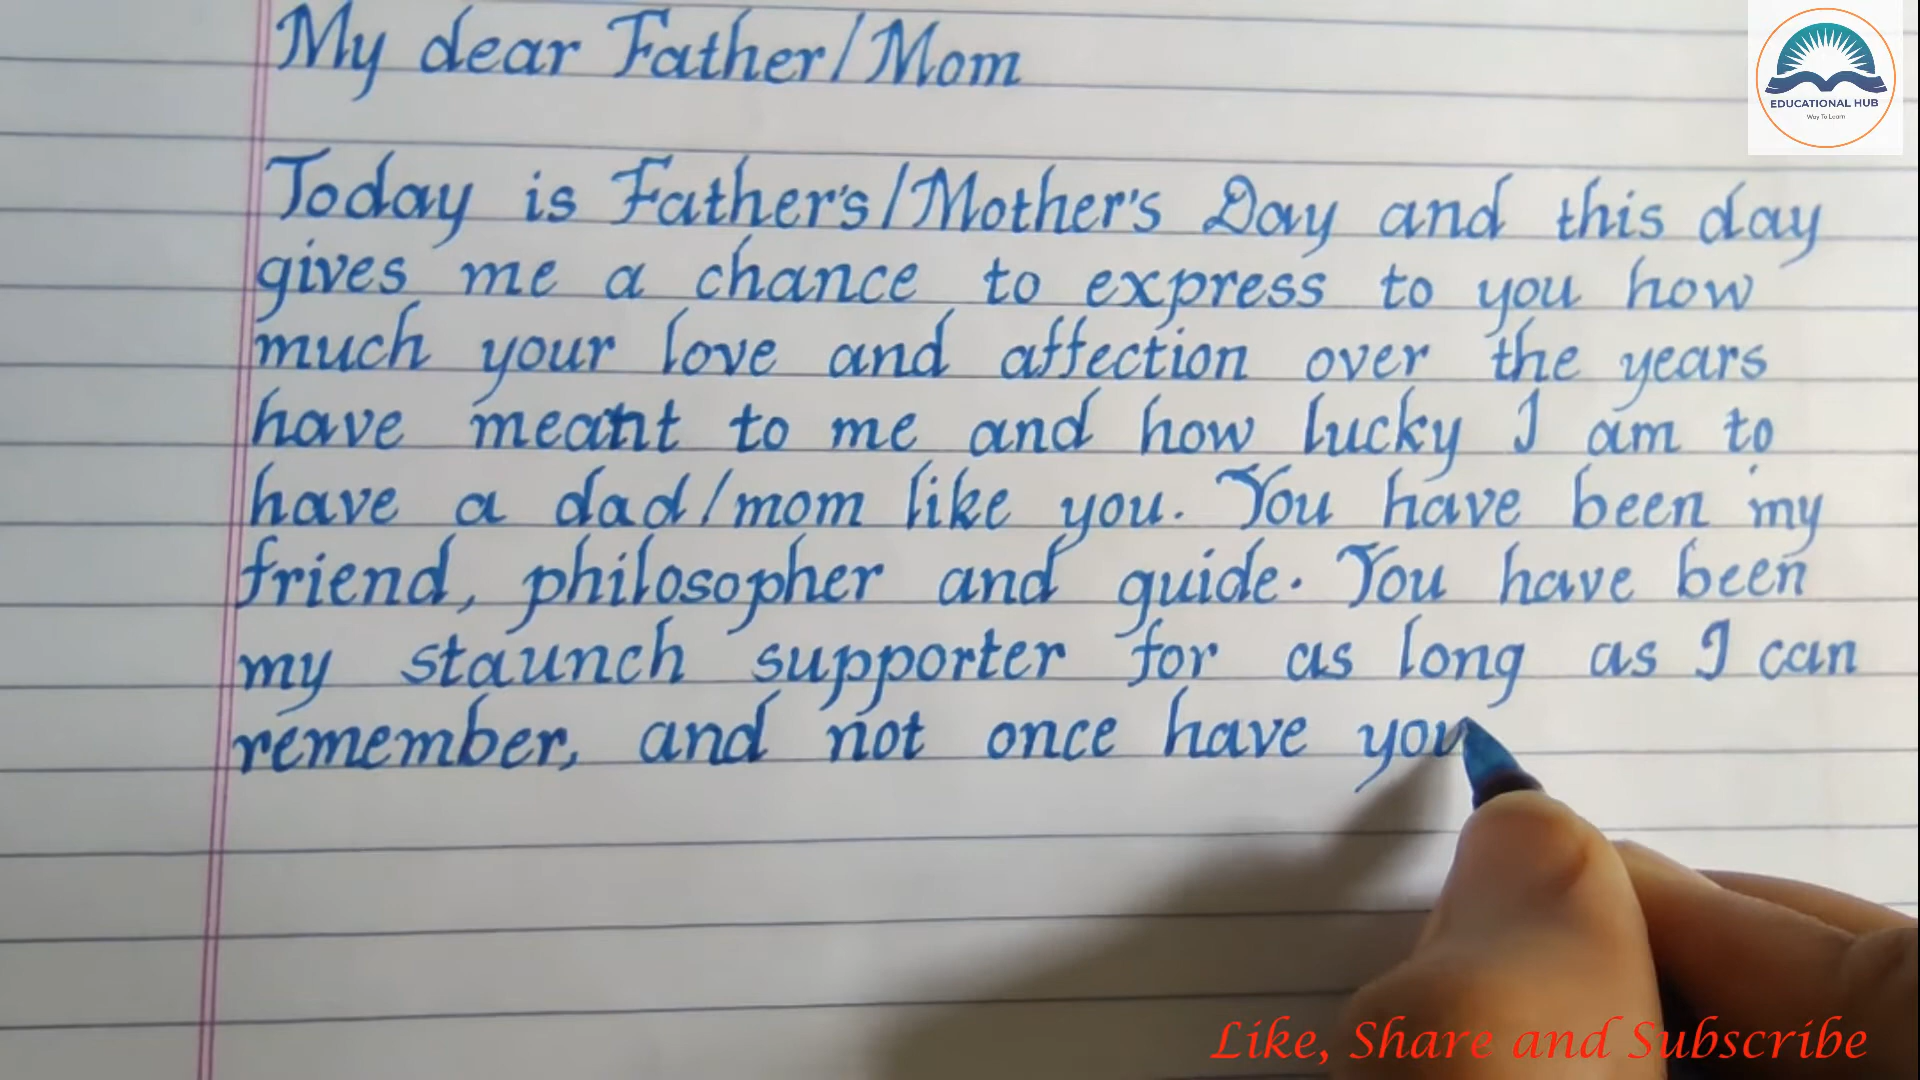 My dear Father/Mom
EDUCATIONAL HUB
Way To Learn
Today is Father's/Mother's Day and this day
gives me a chance to express to you how
much your love and affection over the years
have meant to me and how lucky I am to
have a dad/mom like you. You have been my
friend, philosopher and guide. You have been
my staunch supporter for as long as I can
remember, and not once have you
Like, Share and Subscribe